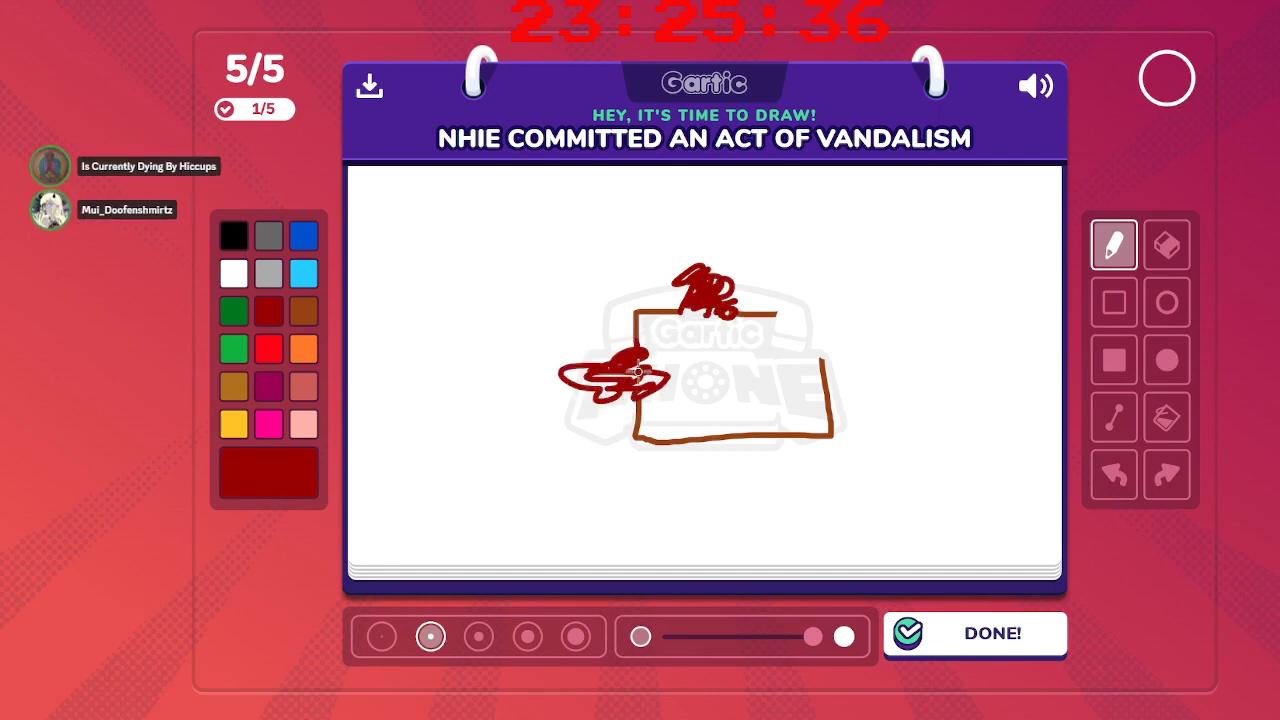 23:25:36
5/5
1/5
Gartic
HEY, IT'S TIME TO DRAW!
NHIE COMMITTED AN ACT OF VANDALISM
Is Currently Dying By Hiccups
Mui_Doofenshmirtz
Gartic
PHONE
DONE!